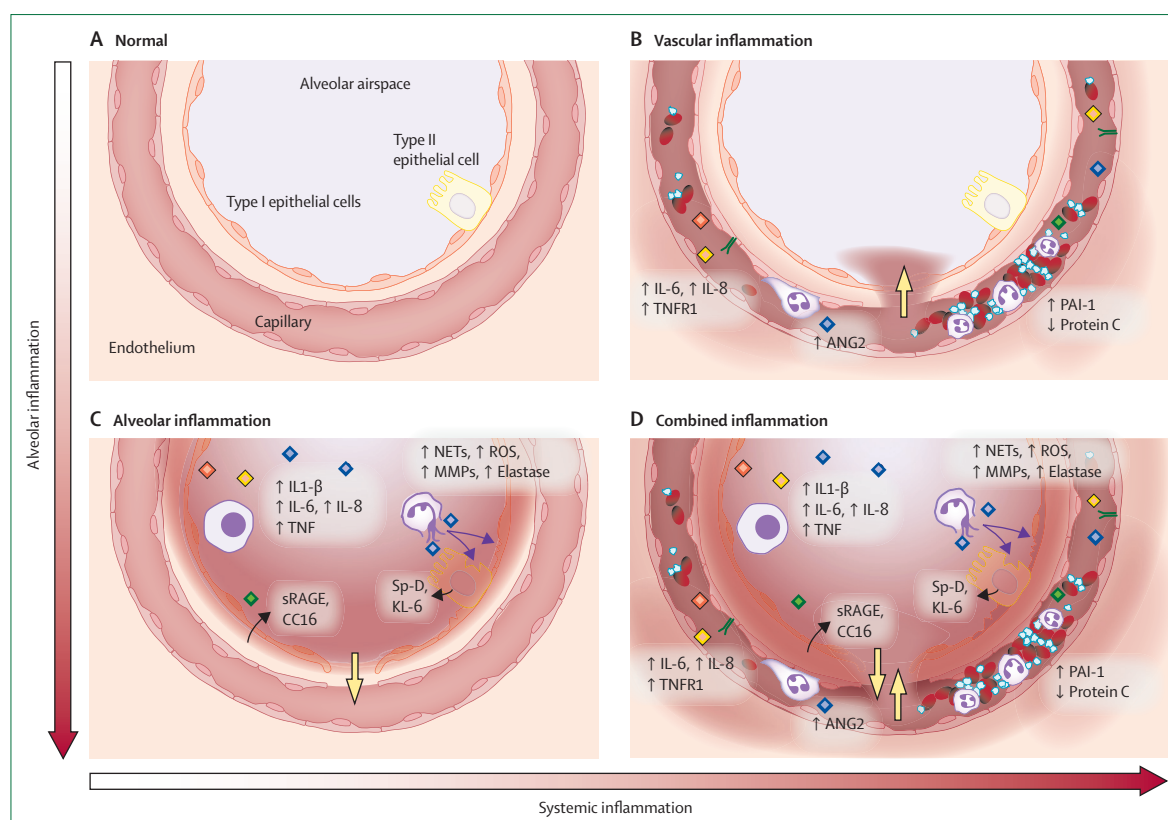 A Normal
Alveolar airspace
Type II
epithelial cell
Type I epithelial cells
Capillary
Endothelium
B Vascular inflammation
↑ IL-6, ↑ IL-8
↑ TNFR1
↑ ANG2
↑ PAI-1
↓ Protein C
Alveolar inflammation
C Alveolar inflammation
↑ NETs, ↑ ROS,
↑ MMPs, ↑ Elastase
↑ IL1-β
↑ IL-6, ↑ IL-8
↑ TNF
Sp-D,
KL-6
sRAGE,
CC16
D Combined inflammation
↑ NETs, ↑ ROS,
↑ MMPs, ↑ Elastase
↑ IL1-β
↑ IL-6, ↑ IL-8
↑ TNF
Sp-D,
KL-6
sRAGE,
CC16
↑ IL-6, ↑ IL-8
↑ TNFR1
↑ ANG2
↑ PAI-1
↓ Protein C
Systemic inflammation